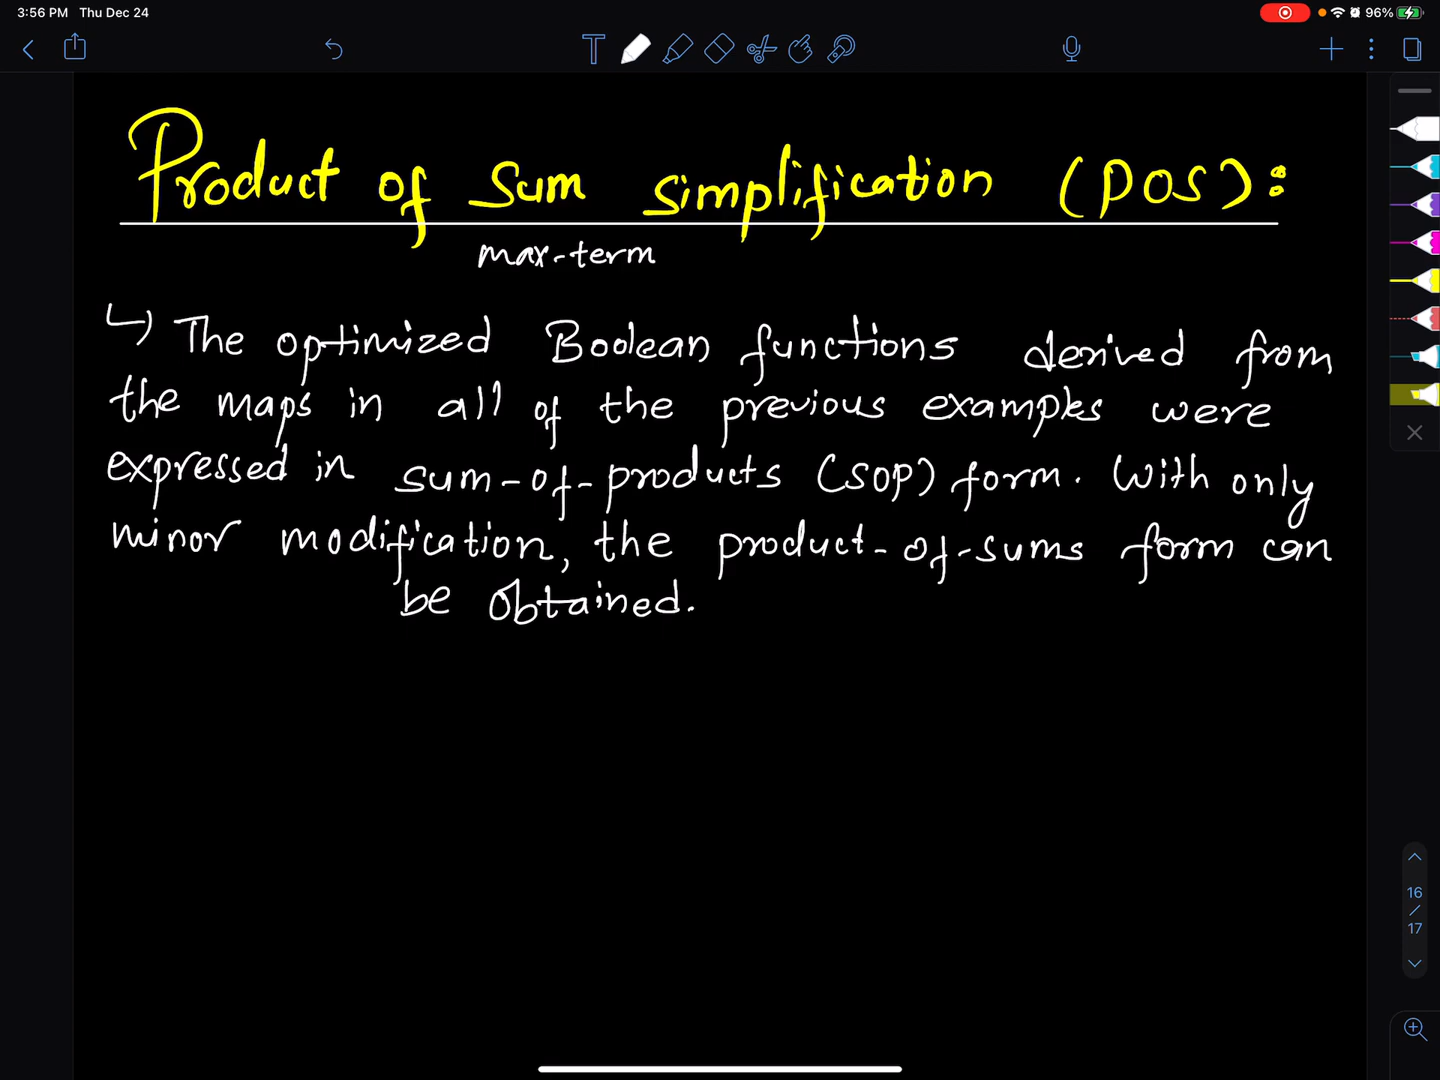 3:56 PM Thu Dec 24
96%
Product of Sum Simplification (POS):
max-term
↳ The optimized Boolean functions derived from
the maps in all of the previous examples were
expressed in sum-of-products (SOP) form. With only
minor modification, the product-of-sums form can
be obtained.
16
/
17